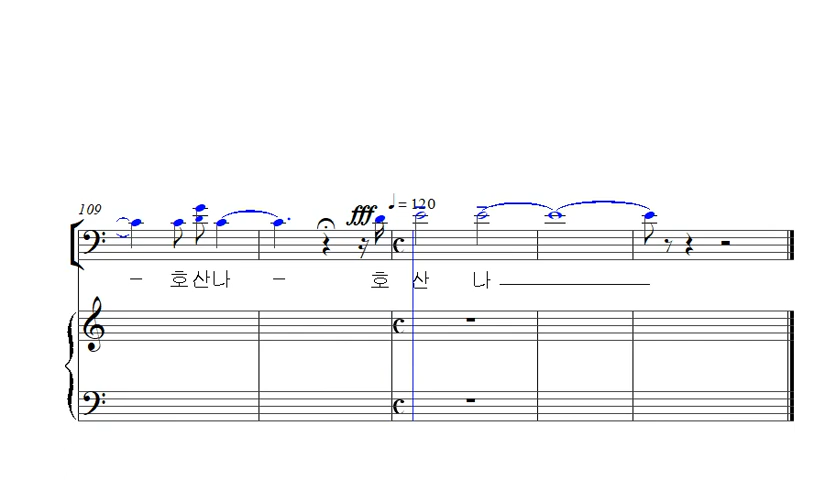 109
fff ♩ = 120
– 호 산 나 – 호 산 나